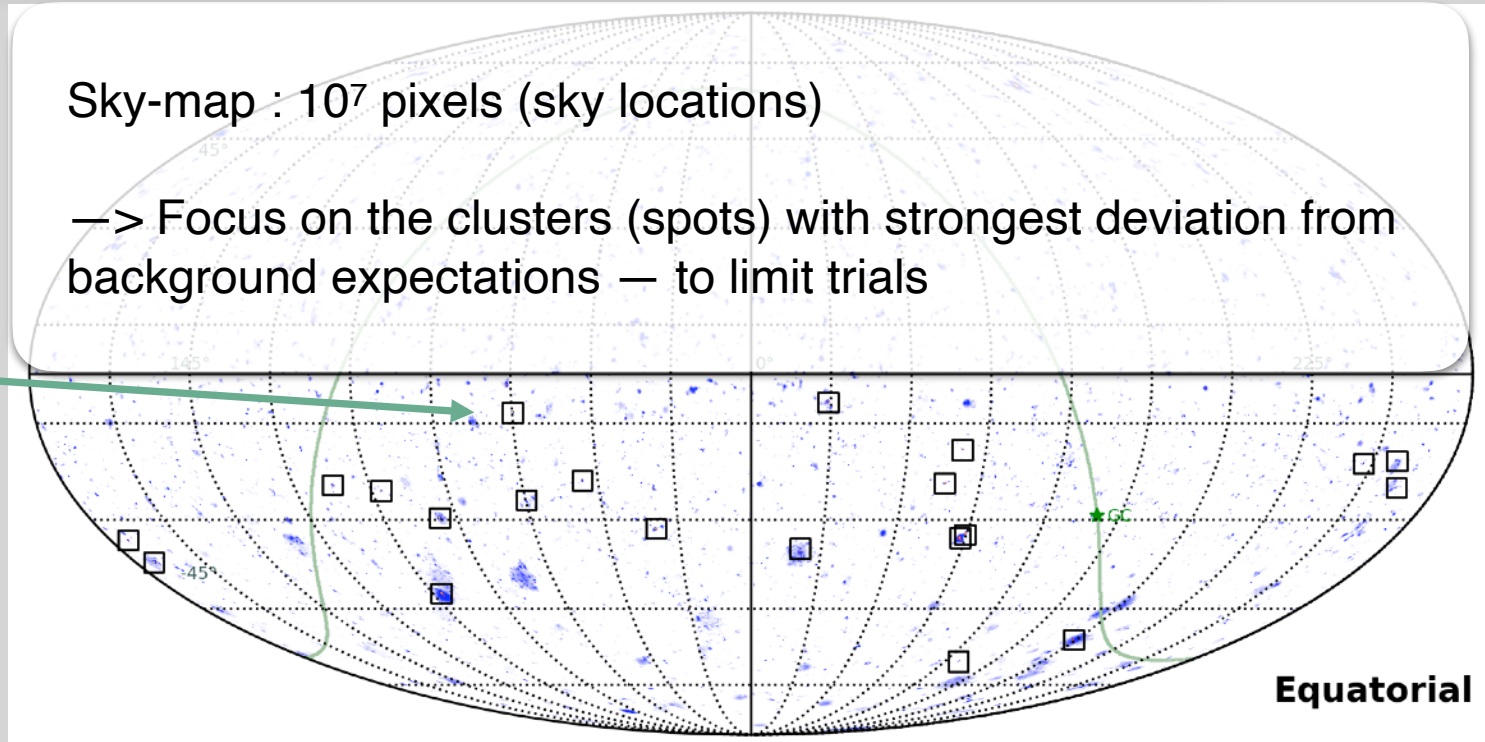 Sky-map : 10⁷ pixels (sky locations)
45°
—> Focus on the clusters (spots) with strongest deviation from
background expectations — to limit trials
145°
0°
225°
GC
-45°
Equatorial